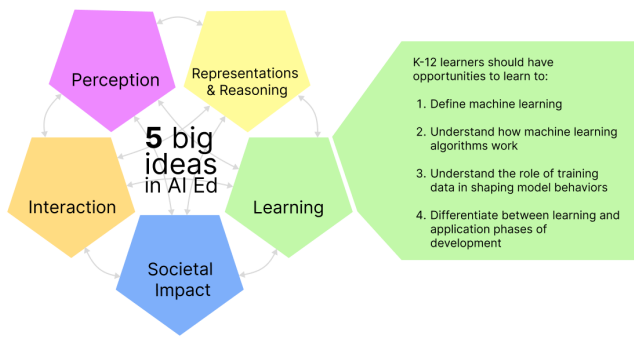 Perception
Representations
& Reasoning
5 big
ideas
in AI Ed
Interaction
Learning
Societal
Impact
K-12 learners should have
opportunities to learn to:
1. Define machine learning
2. Understand how machine learning
algorithms work
3. Understand the role of training
data in shaping model behaviors
4. Differentiate between learning and
application phases of
development